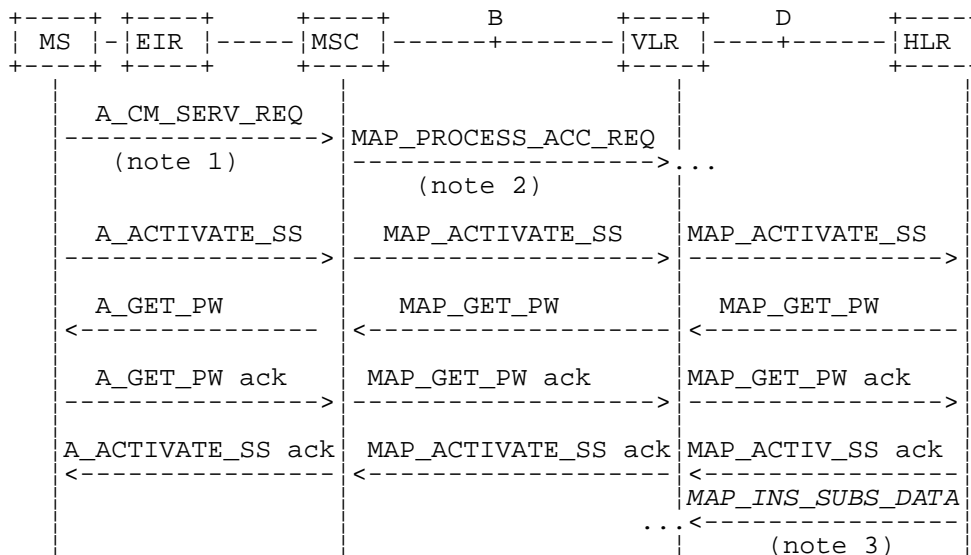 B D
MS EIR MSC VLR HLR
A_CM_SERV_REQ
MAP_PROCESS_ACC_REQ
(note 1) ...
(note 2)
A_ACTIVATE_SS MAP_ACTIVATE_SS MAP_ACTIVATE_SS
A_GET_PW MAP_GET_PW MAP_GET_PW
A_GET_PW ack MAP_GET_PW ack MAP_GET_PW ack
A_ACTIVATE_SS ack MAP_ACTIVATE_SS ack MAP_ACTIV_SS ack
MAP_INS_SUBS_DATA
...
(note 3)